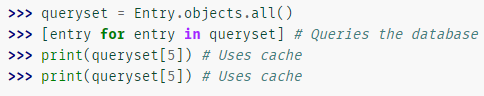 >>> queryset = Entry.objects.all()
>>> [entry for entry in queryset] # Queries the database
>>> print(queryset[5]) # Uses cache
>>> print(queryset[5]) # Uses cache